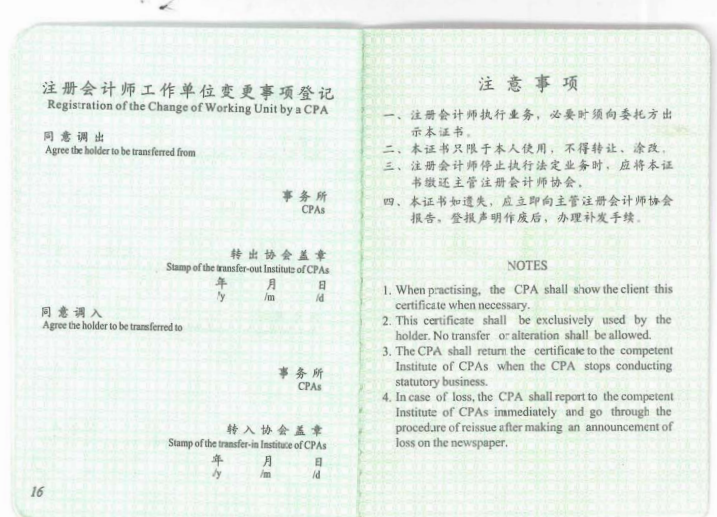 注册会计师工作单位变更事项登记
Registration of the Change of Working Unit by a CPA
同意调出
Agree the holder to be transferred from
事务所
CPAs
转出协会盖章
Stamp of the transfer-out Institute of CPAs
年 月 日
/y /m /d
同意调入
Agree the holder to be transferred to
事务所
CPAs
转入协会盖章
Stamp of the transfer-in Institute of CPAs
年 月 日
/y /m /d
16
注意事项
一、注册会计师执行业务，必要时须向委托方出
示本证书。
二、本证书只限于本人使用，不得转让、涂改。
三、注册会计师停止执行法定业务时，应将本证
书缴还主管注册会计师协会。
四、本证书如遗失，应立即向主管注册会计师协会
报告，登报声明作废后，办理补发手续。
NOTES
1. When practising, the CPA shall show the client this
certificate when necessary.
2. This certificate shall be exclusively used by the
holder. No transfer or alteration shall be allowed.
3. The CPA shall return the certificate to the competent
Institute of CPAs when the CPA stops conducting
statutory business.
4. In case of loss, the CPA shall report to the competent
Institute of CPAs immediately and go through the
procedure of reissue after making an announcement of
loss on the newspaper.